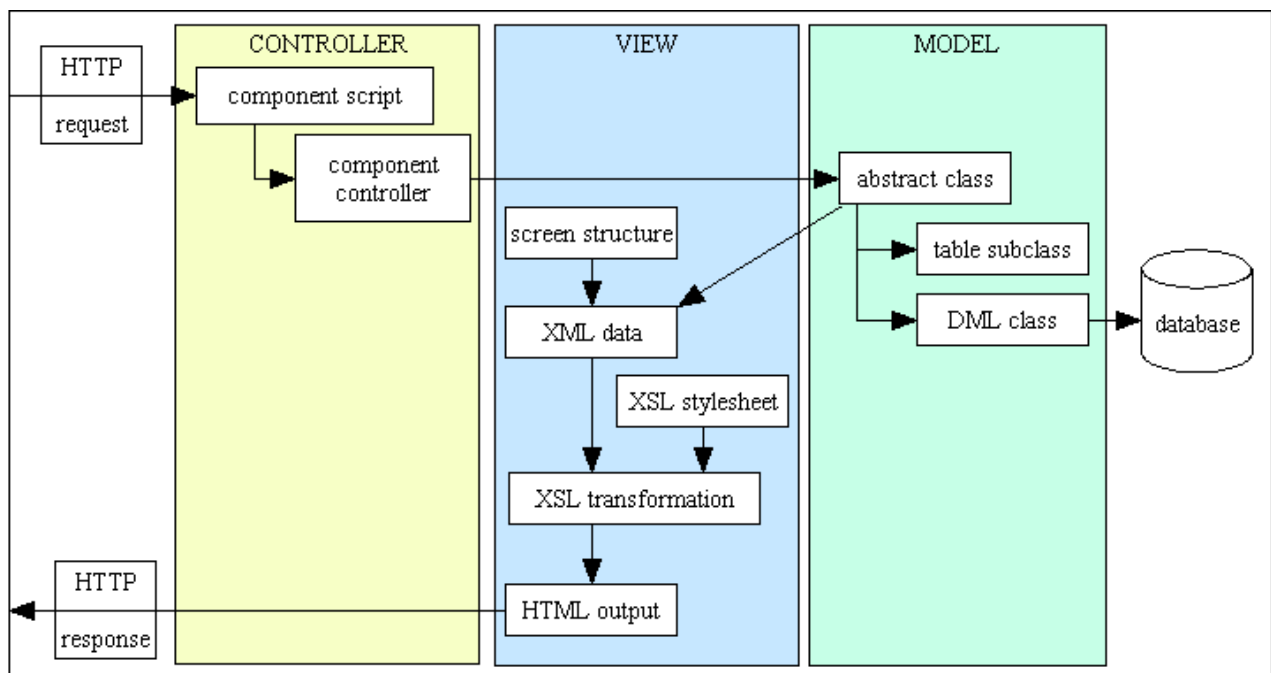 CONTROLLER
VIEW
MODEL
HTTP
request
component script
component
controller
abstract class
screen structure
table subclass
XML data
DML class
database
XSL stylesheet
XSL transformation
HTTP
response
HTML output